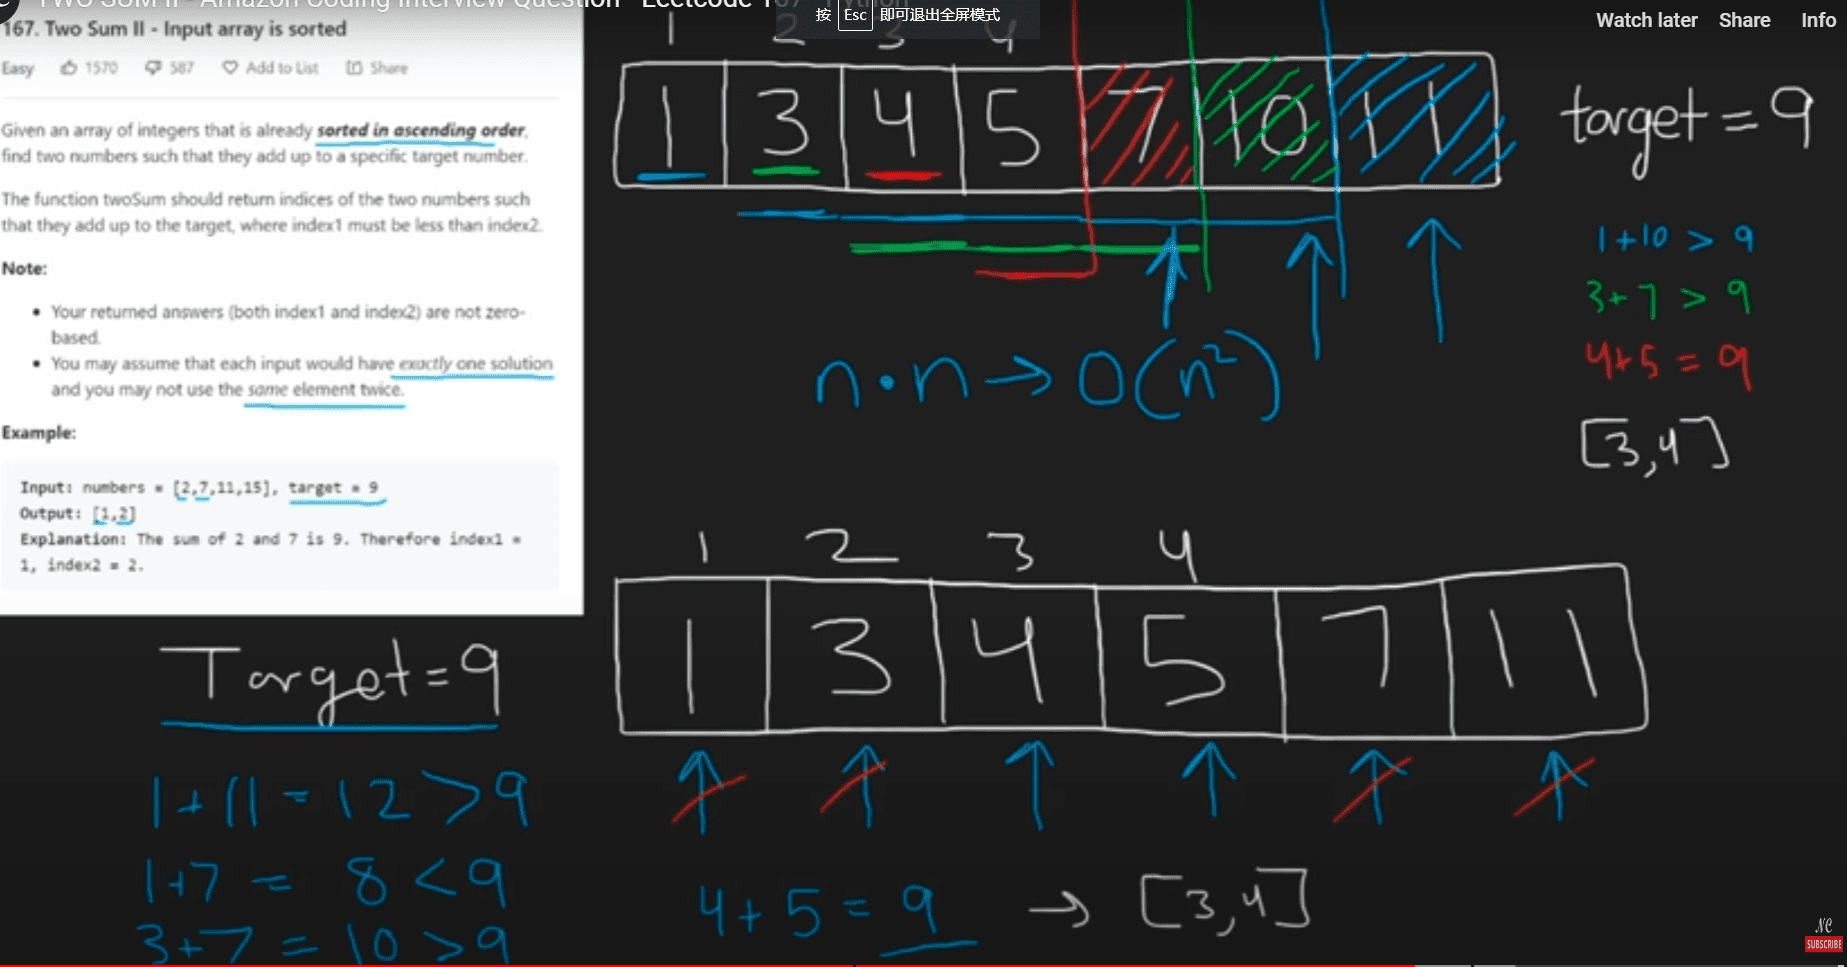 TWO SUM II - Amazon Coding Interview Question - Leetcode 167 - Python
按 Esc 即可退出全屏模式
Watch later Share Info
167. Two Sum II - Input array is sorted
Easy 1570 587 Add to List Share
Given an array of integers that is already sorted in ascending order,
find two numbers such that they add up to a specific target number.
The function twoSum should return indices of the two numbers such
that they add up to the target, where index1 must be less than index2.
Note:
• Your returned answers (both index1 and index2) are not zero-
based.
• You may assume that each input would have exactly one solution
and you may not use the same element twice.
Example:
Input: numbers = [2,7,11,15], target = 9
Output: [1,2]
Explanation: The sum of 2 and 7 is 9. Therefore index1 =
1, index2 = 2.
1 2 3 4
1 3 4 5 7 10 11
target = 9
1+10 > 9
3+7 > 9
4+5 = 9
[3,4]
n · n → O(n²)
1 2 3 4
1 3 4 5 7 11
Target = 9
1+11 = 12 > 9
1+7 = 8 < 9
3+7 = 10 > 9
4+5 = 9 → [3,4]
NC
SUBSCRIBE